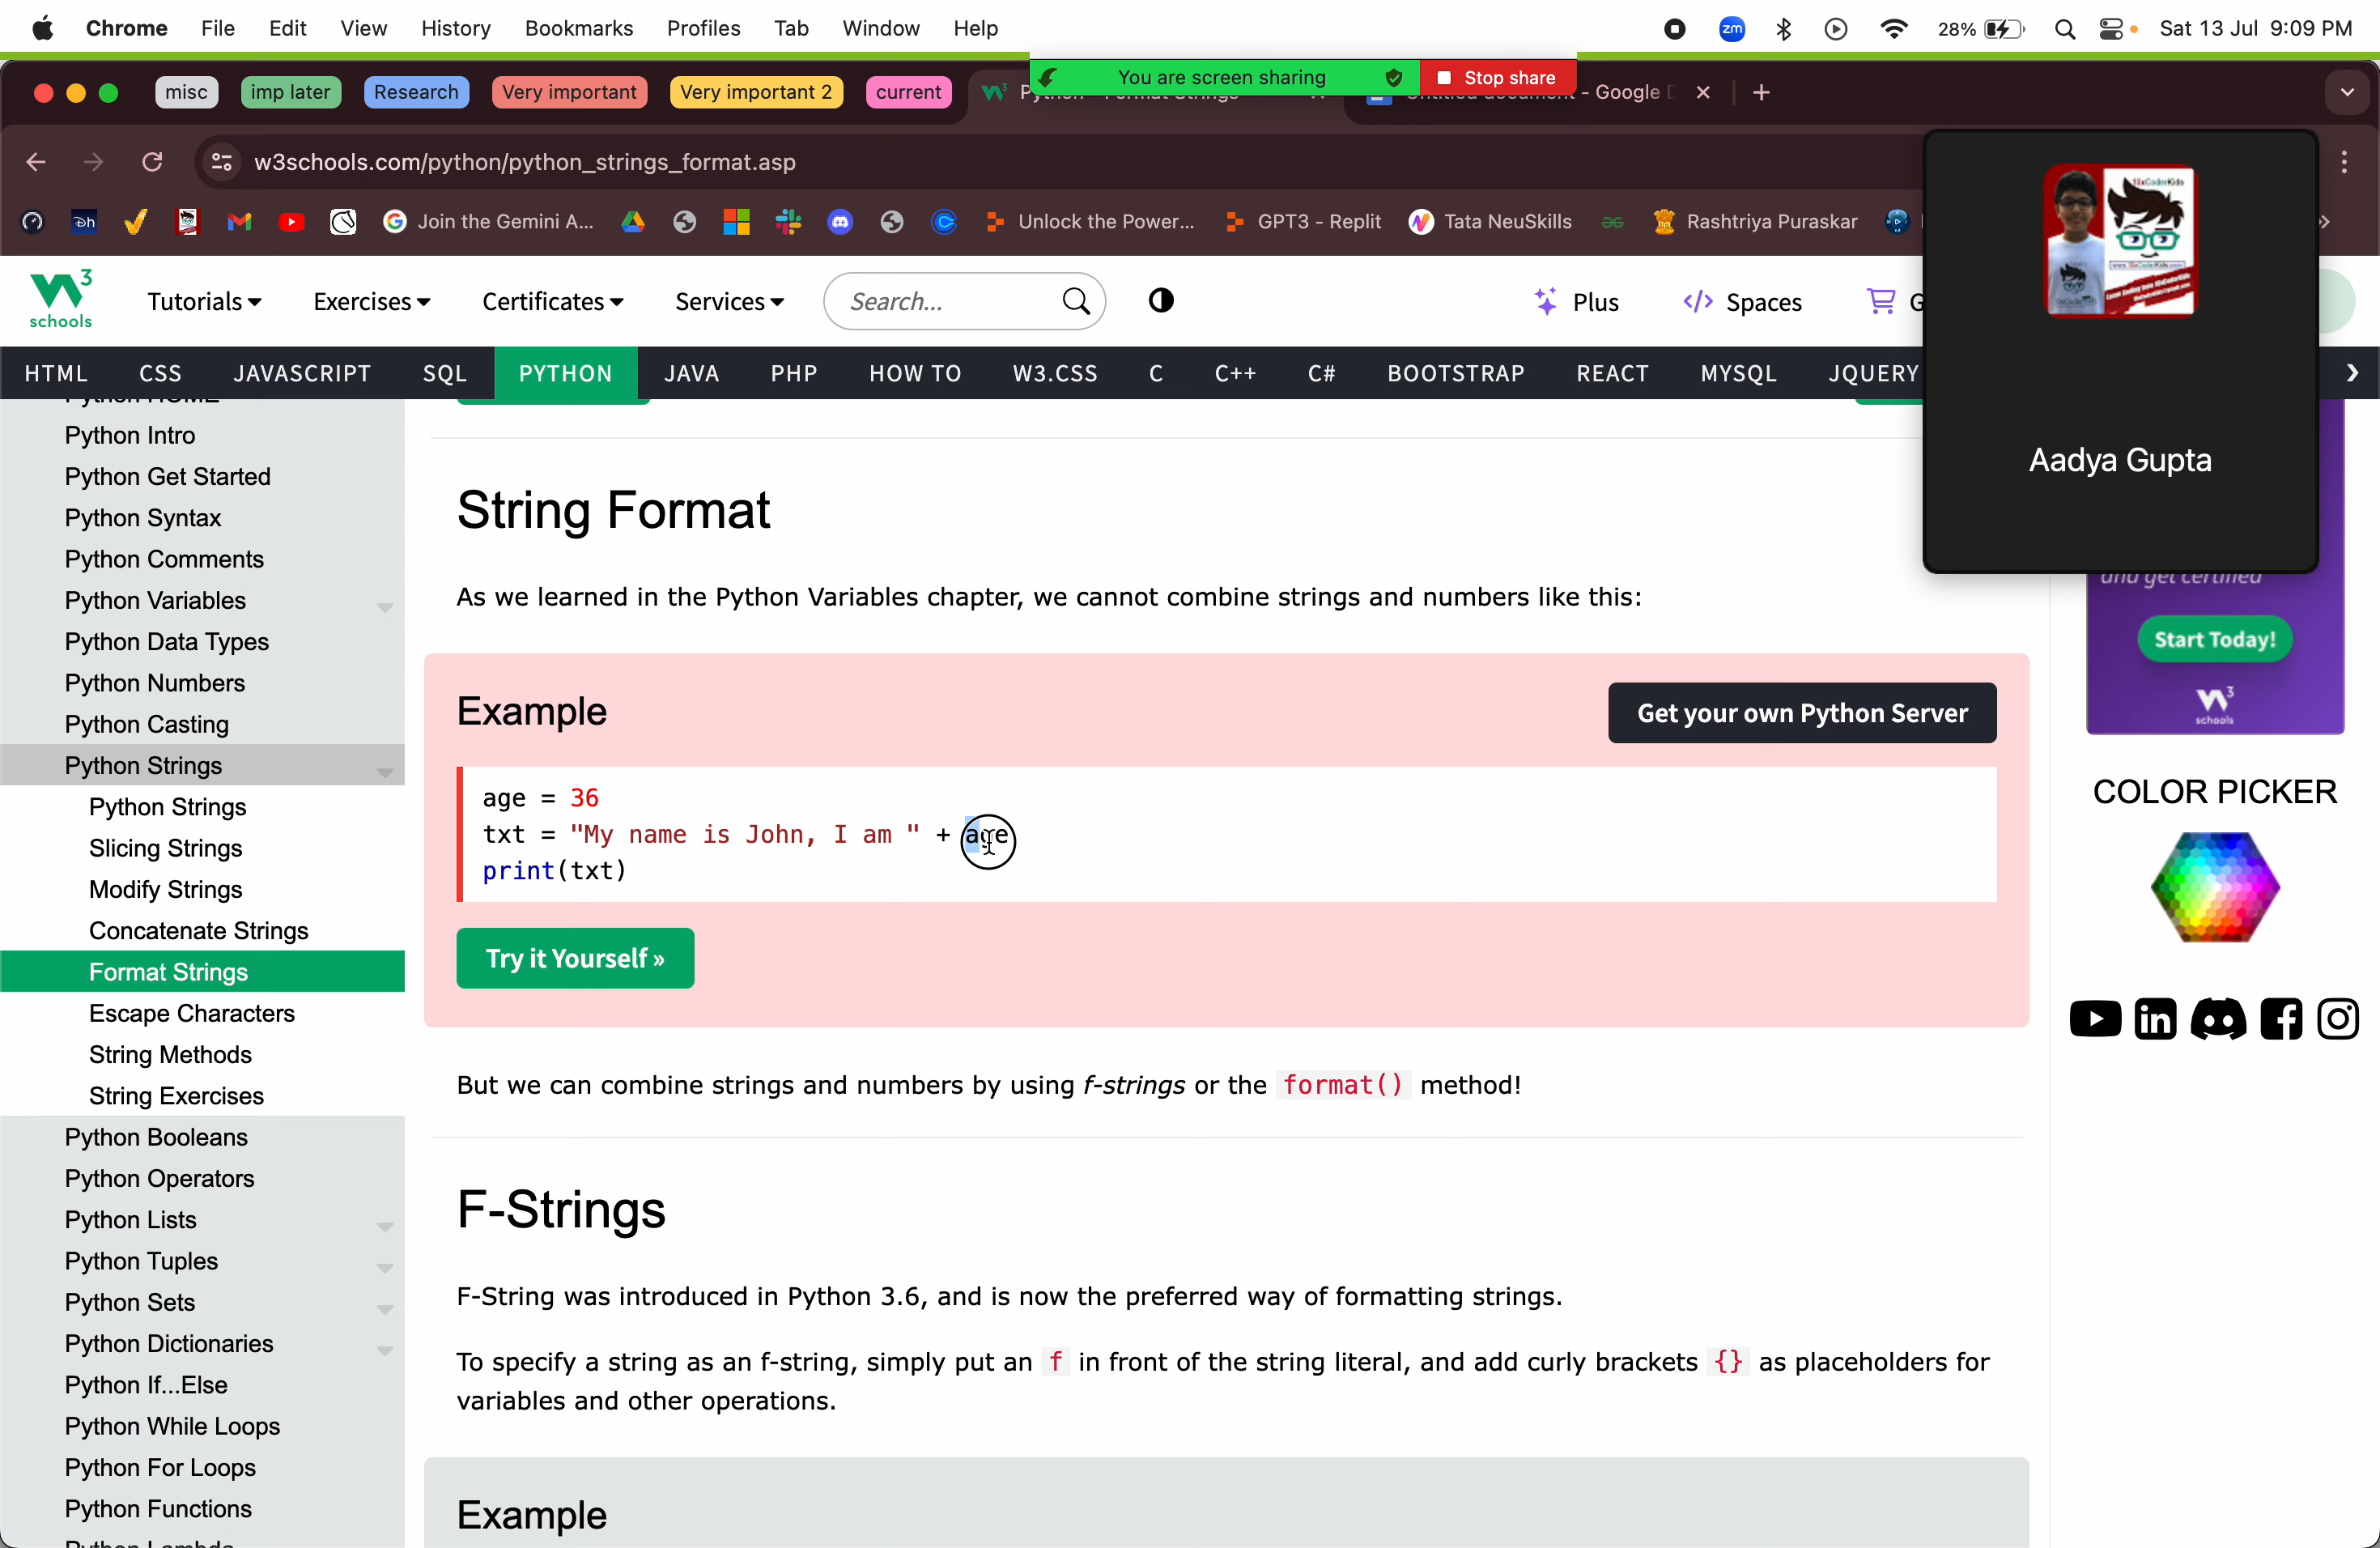 Chrome File Edit View History Bookmarks Profiles Tab Window Help
zm 28% Sat 13 Jul 9:09 PM
You are screen sharing Stop share
misc imp later Research Very important Very important 2 current - Google
w3schools.com/python/python_strings_format.asp
Join the Gemini A... Unlock the Power... GPT3 - Replit Tata NeuSkills Rashtriya Puraskar
W3 schools Tutorials Exercises Certificates Services Search... Plus </> Spaces G
HTML CSS JAVASCRIPT SQL PYTHON JAVA PHP HOW TO W3.CSS C C++ C# BOOTSTRAP REACT MYSQL JQUERY
Aadya Gupta
Python Intro
Python Get Started
Python Syntax
Python Comments
Python Variables
Python Data Types
Python Numbers
Python Casting
Python Strings
Python Strings
Slicing Strings
Modify Strings
Concatenate Strings
Format Strings
Escape Characters
String Methods
String Exercises
Python Booleans
Python Operators
Python Lists
Python Tuples
Python Sets
Python Dictionaries
Python If...Else
Python While Loops
Python For Loops
Python Functions
String Format
As we learned in the Python Variables chapter, we cannot combine strings and numbers like this:
Example
Get your own Python Server
age = 36
txt = "My name is John, I am " + age
print(txt)
Try it Yourself »
But we can combine strings and numbers by using f-strings or the format() method!
F-Strings
F-String was introduced in Python 3.6, and is now the preferred way of formatting strings.
To specify a string as an f-string, simply put an f in front of the string literal, and add curly brackets {} as placeholders for
variables and other operations.
Example
and get certified
Start Today!
W3
schools
COLOR PICKER